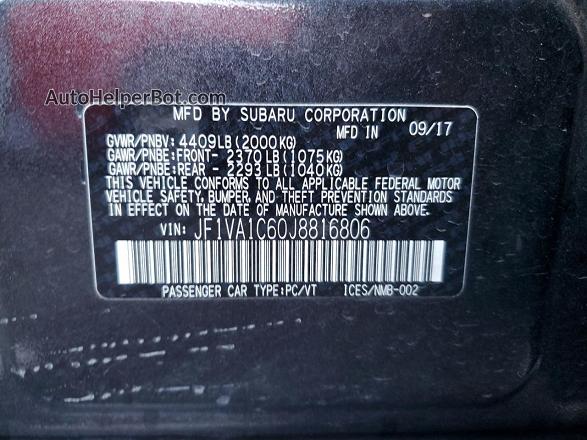 AutoHelperBot.com
MFD BY SUBARU CORPORATION
MFD IN 09/17
GVWR/PNBV: 4409LB(2000KG)
GAWR/PNBE:FRONT- 2370LB(1075KG)
GAWR/PNBE:REAR - 2293LB(1040KG)
THIS VEHICLE CONFORMS TO ALL APPLICABLE FEDERAL MOTOR
VEHICLE SAFETY, BUMPER, AND THEFT PREVENTION STANDARDS
IN EFFECT ON THE DATE OF MANUFACTURE SHOWN ABOVE.
VIN: JF1VA1C60J8816806
PASSENGER CAR TYPE:PC/VT ICES/NMB-002